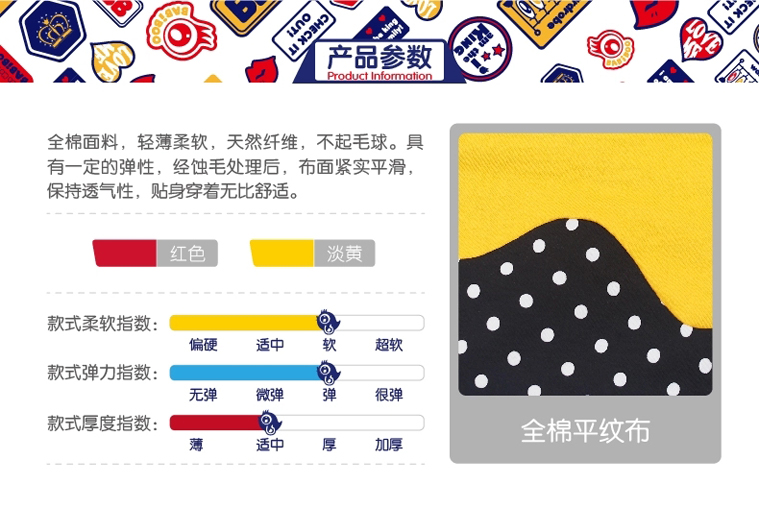 BABIBOO
CHECK IT
OUT!
BABIBOO
CHECK IT
OUT!
产品参数
Product Information
全棉面料，轻薄柔软，天然纤维，不起毛球。具
有一定的弹性，经蚀毛处理后，布面紧实平滑，
保持透气性，贴身穿着无比舒适。
红色
淡黄
款式柔软指数：
偏硬 适中 软 超软
款式弹力指数：
无弹 微弹 弹 很弹
款式厚度指数：
薄 适中 厚 加厚
全棉平纹布